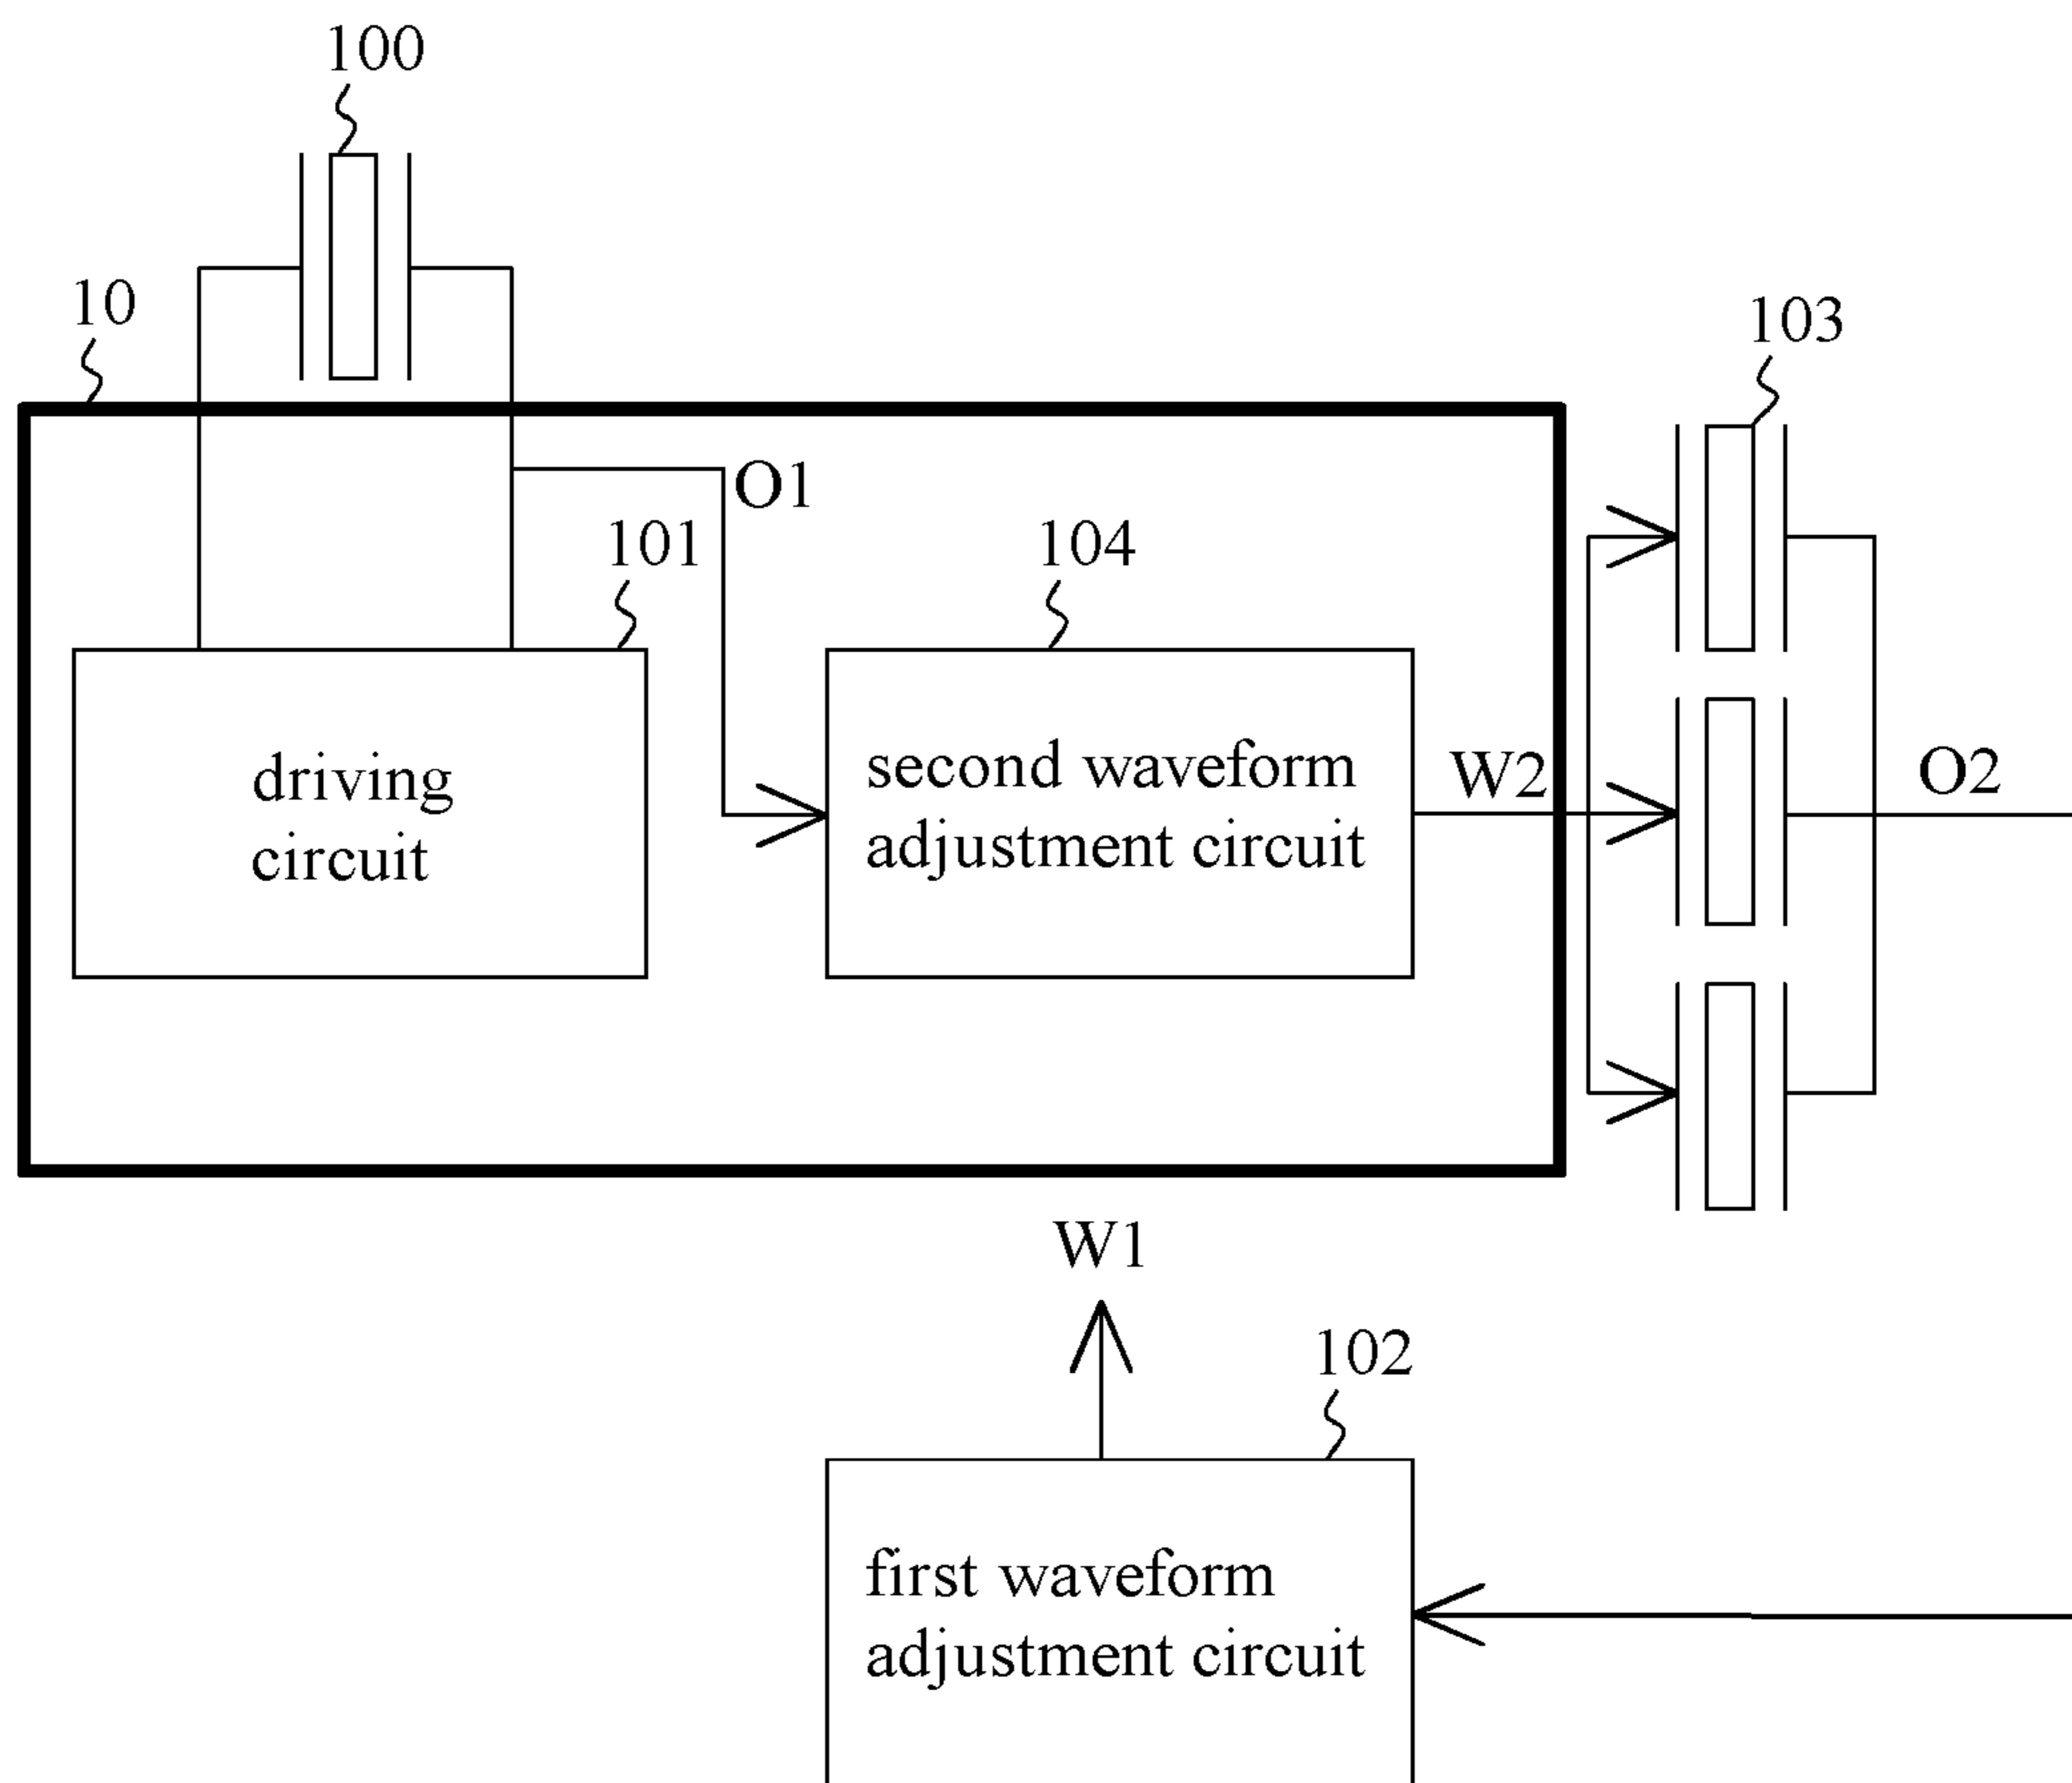 100
10
103
O1
101
104
driving
circuit
second waveform
adjustment circuit
W2
O2
W1
102
first waveform
adjustment circuit